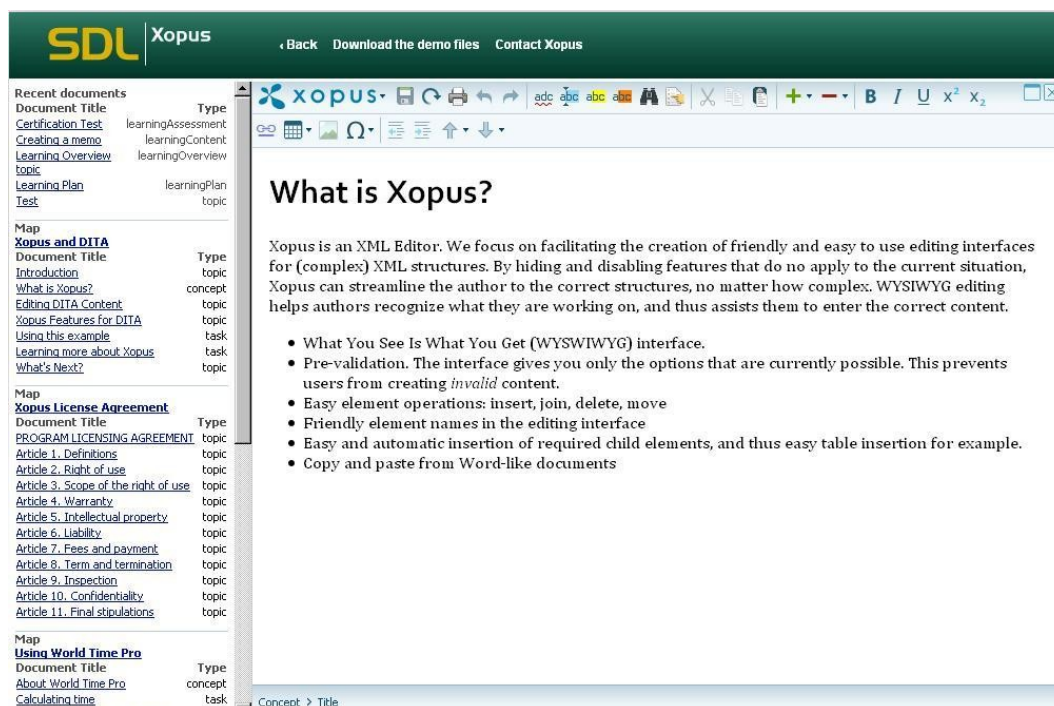 SDL Xopus
‹ Back Download the demo files Contact Xopus
Recent documents
Document Title Type
Certification Test learningAssessment
Creating a memo learningContent
Learning Overview learningOverview
topic
Learning Plan learningPlan
Test topic
Map
Xopus and DITA
Document Title Type
Introduction topic
What is Xopus? concept
Editing DITA Content topic
Xopus Features for DITA topic
Using this example task
Learning more about Xopus task
What's Next? topic
Map
Xopus License Agreement
Document Title Type
PROGRAM LICENSING AGREEMENT topic
Article 1. Definitions topic
Article 2. Right of use topic
Article 3. Scope of the right of use topic
Article 4. Warranty topic
Article 5. Intellectual property topic
Article 6. Liability topic
Article 7. Fees and payment topic
Article 8. Term and termination topic
Article 9. Inspection topic
Article 10. Confidentiality topic
Article 11. Final stipulations topic
Map
Using World Time Pro
Document Title Type
About World Time Pro concept
Calculating time task
xopus adc abc abc abc B I U x² x₂
Ω
What is Xopus?
Xopus is an XML Editor. We focus on facilitating the creation of friendly and easy to use editing interfaces
for (complex) XML structures. By hiding and disabling features that do no apply to the current situation,
Xopus can streamline the author to the correct structures, no matter how complex. WYSIWYG editing
helps authors recognize what they are working on, and thus assists them to enter the correct content.
• What You See Is What You Get (WYSWIWYG) interface.
• Pre-validation. The interface gives you only the options that are currently possible. This prevents
users from creating invalid content.
• Easy element operations: insert, join, delete, move
• Friendly element names in the editing interface
• Easy and automatic insertion of required child elements, and thus easy table insertion for example.
• Copy and paste from Word-like documents
Concept > Title